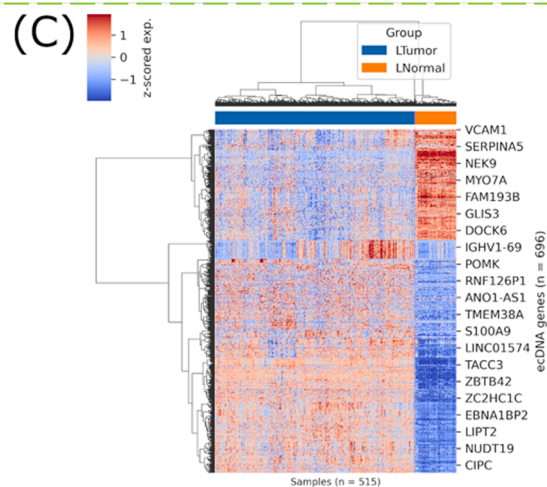 (C)
1
0
−1
z-scored exp.
Group
LTumor
LNormal
VCAM1
SERPINA5
NEK9
MYO7A
FAM193B
GLIS3
DOCK6
IGHV1-69
POMK
RNF126P1
ANO1-AS1
TMEM38A
S100A9
LINC01574
TACC3
ZBTB42
ZC2HC1C
EBNA1BP2
LIPT2
NUDT19
CIPC
ecDNA genes (n = 696)
Samples (n = 515)